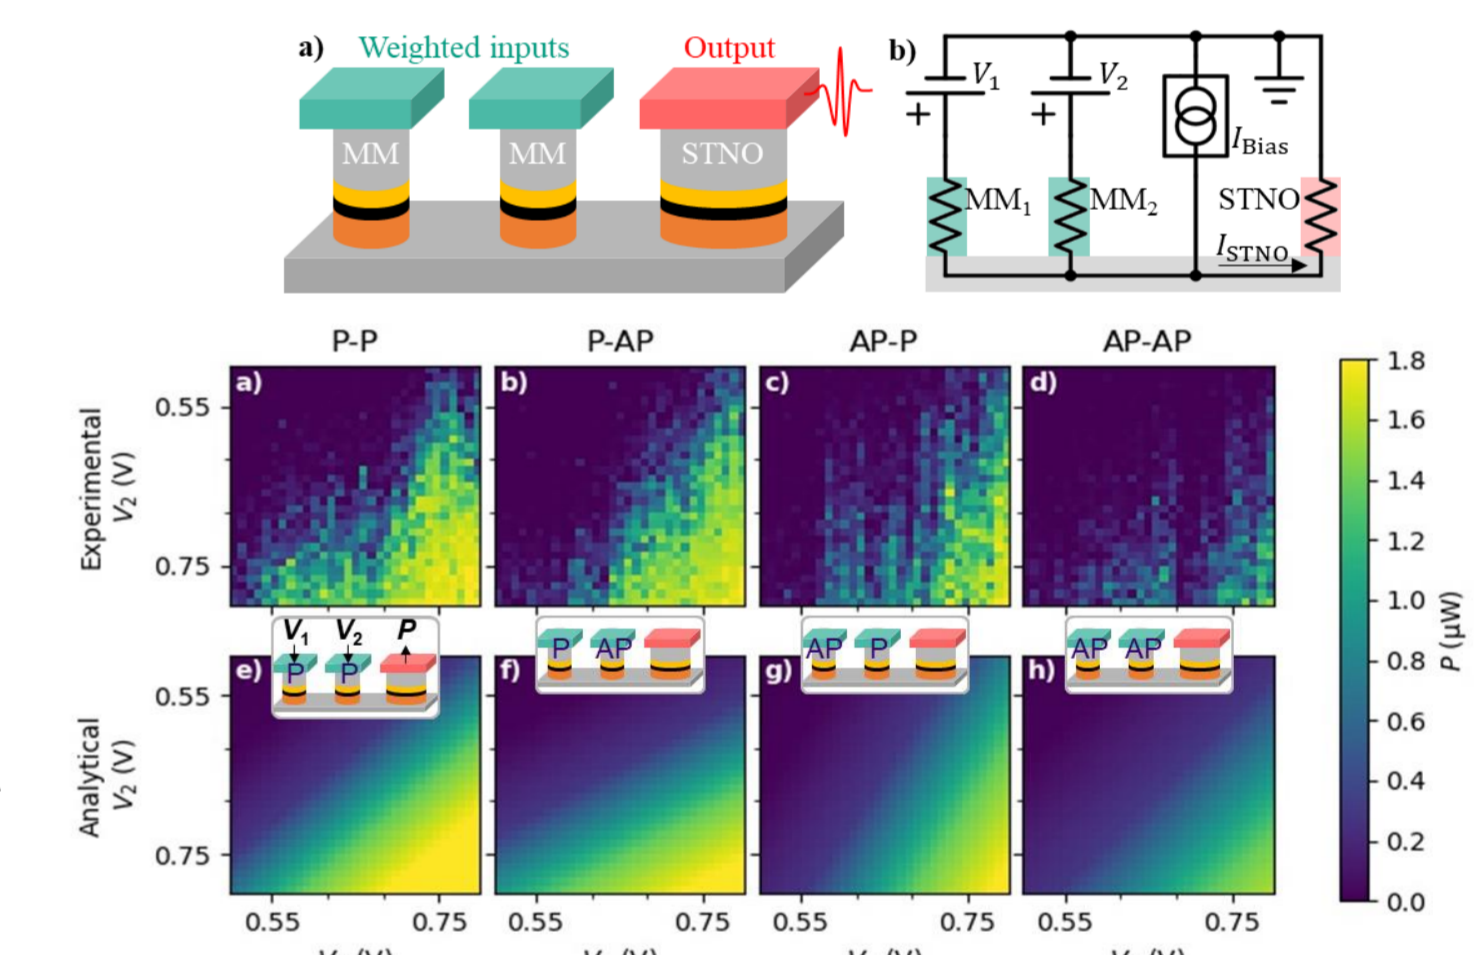 a) Weighted inputs Output
MM MM STNO
b)
V₁ V₂
+ +
I_Bias
MM₁ MM₂ STNO
I_STNO
P-P P-AP AP-P AP-AP
Experimental
V₂ (V)
0.55
0.75
a) b) c) d)
V₁ V₂ P
P P
P AP
AP P
AP AP
e) f) g) h)
Analytical
V₂ (V)
0.55
0.75
0.55 0.75 0.55 0.75 0.55 0.75 0.55 0.75
1.8
1.6
1.4
1.2
1.0
0.8
0.6
0.4
0.2
0.0
P (μW)